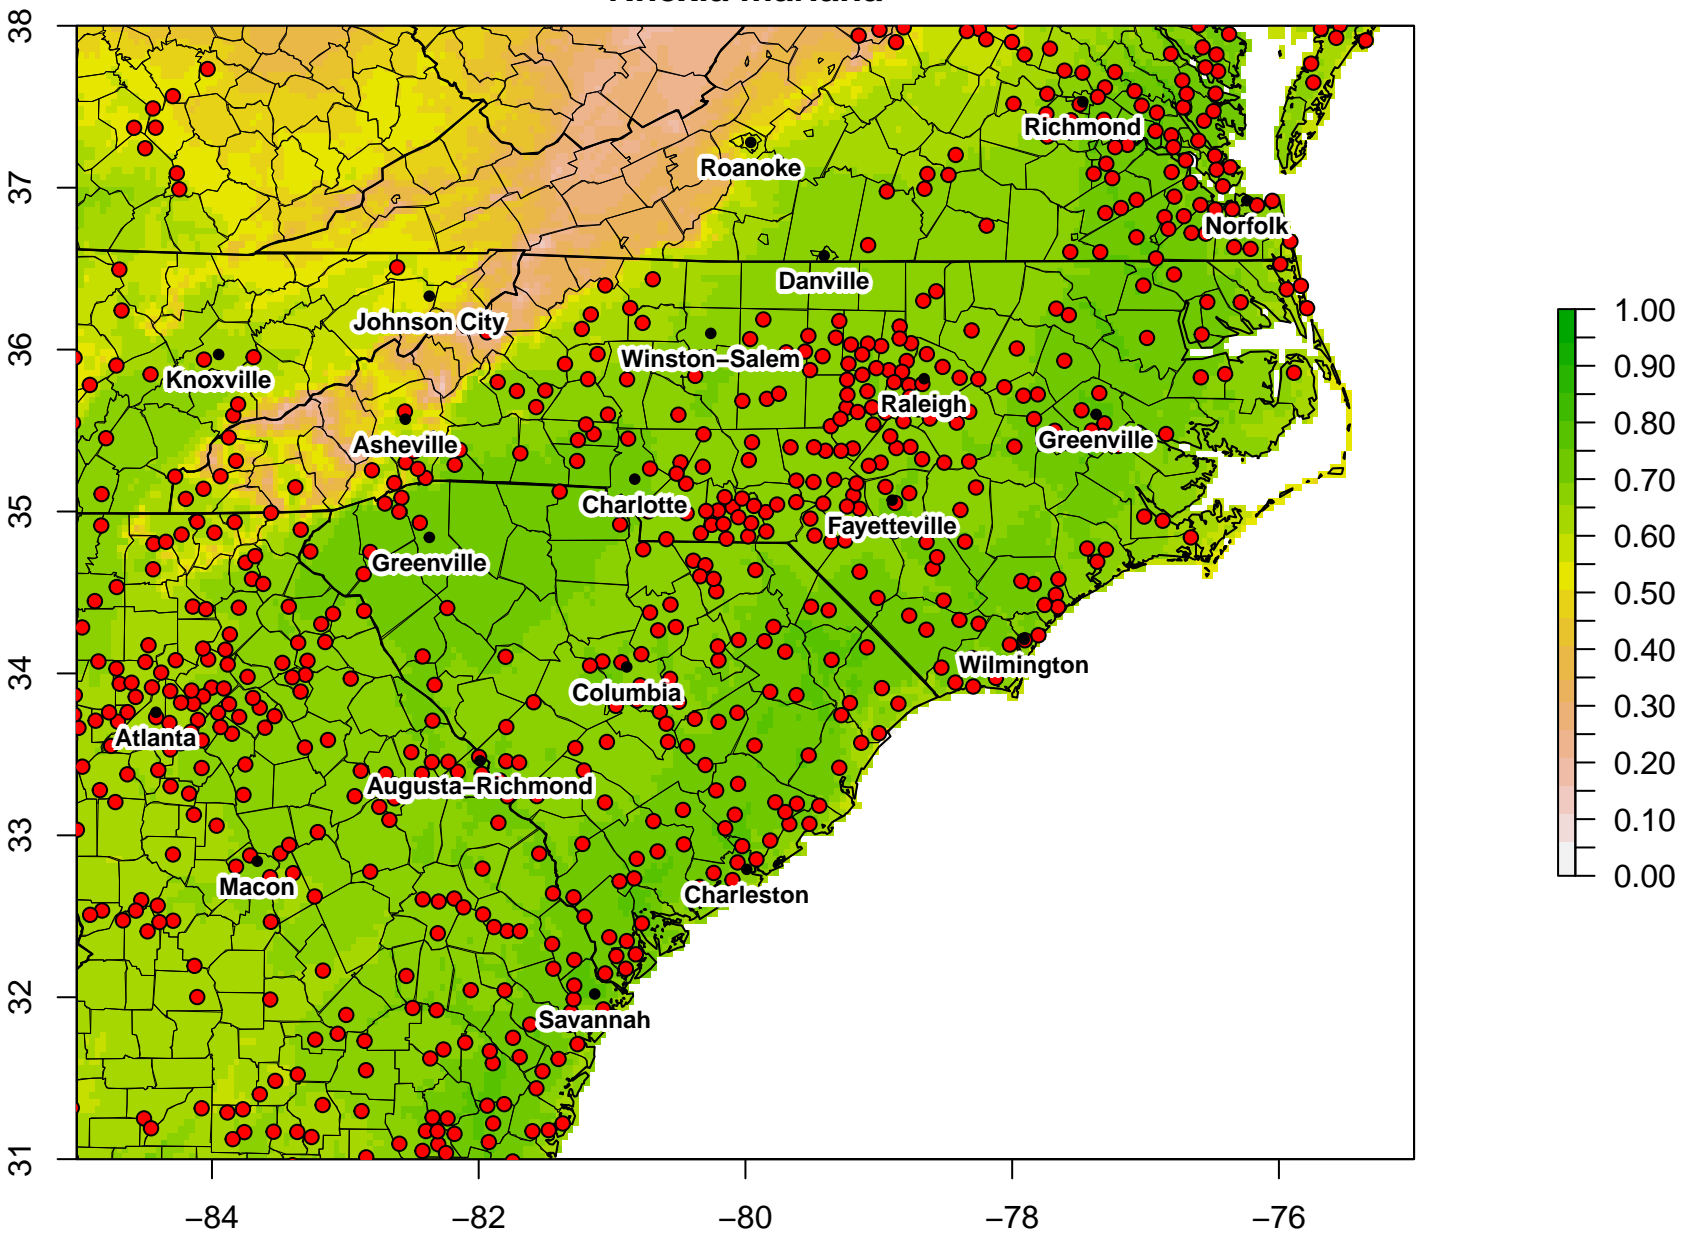 38
37
36
35
34
33
32
31
Richmond
Roanoke
Norfolk
Danville
Johnson City
Winston–Salem
Knoxville
Raleigh
Asheville
Greenville
Charlotte
Fayetteville
Greenville
Wilmington
Columbia
Atlanta
Augusta–Richmond
Macon
Charleston
Savannah
–84 –82 –80 –78 –76
1.00
0.90
0.80
0.70
0.60
0.50
0.40
0.30
0.20
0.10
0.00